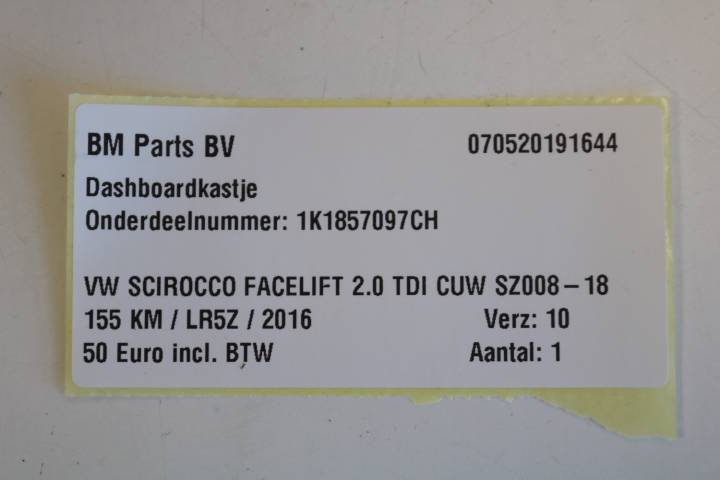 BM Parts BV 070520191644
Dashboardkastje
Onderdeelnummer: 1K1857097CH
VW SCIROCCO FACELIFT 2.0 TDI CUW SZ008-18
155 KM / LR5Z / 2016 Verz: 10
50 Euro incl. BTW Aantal: 1